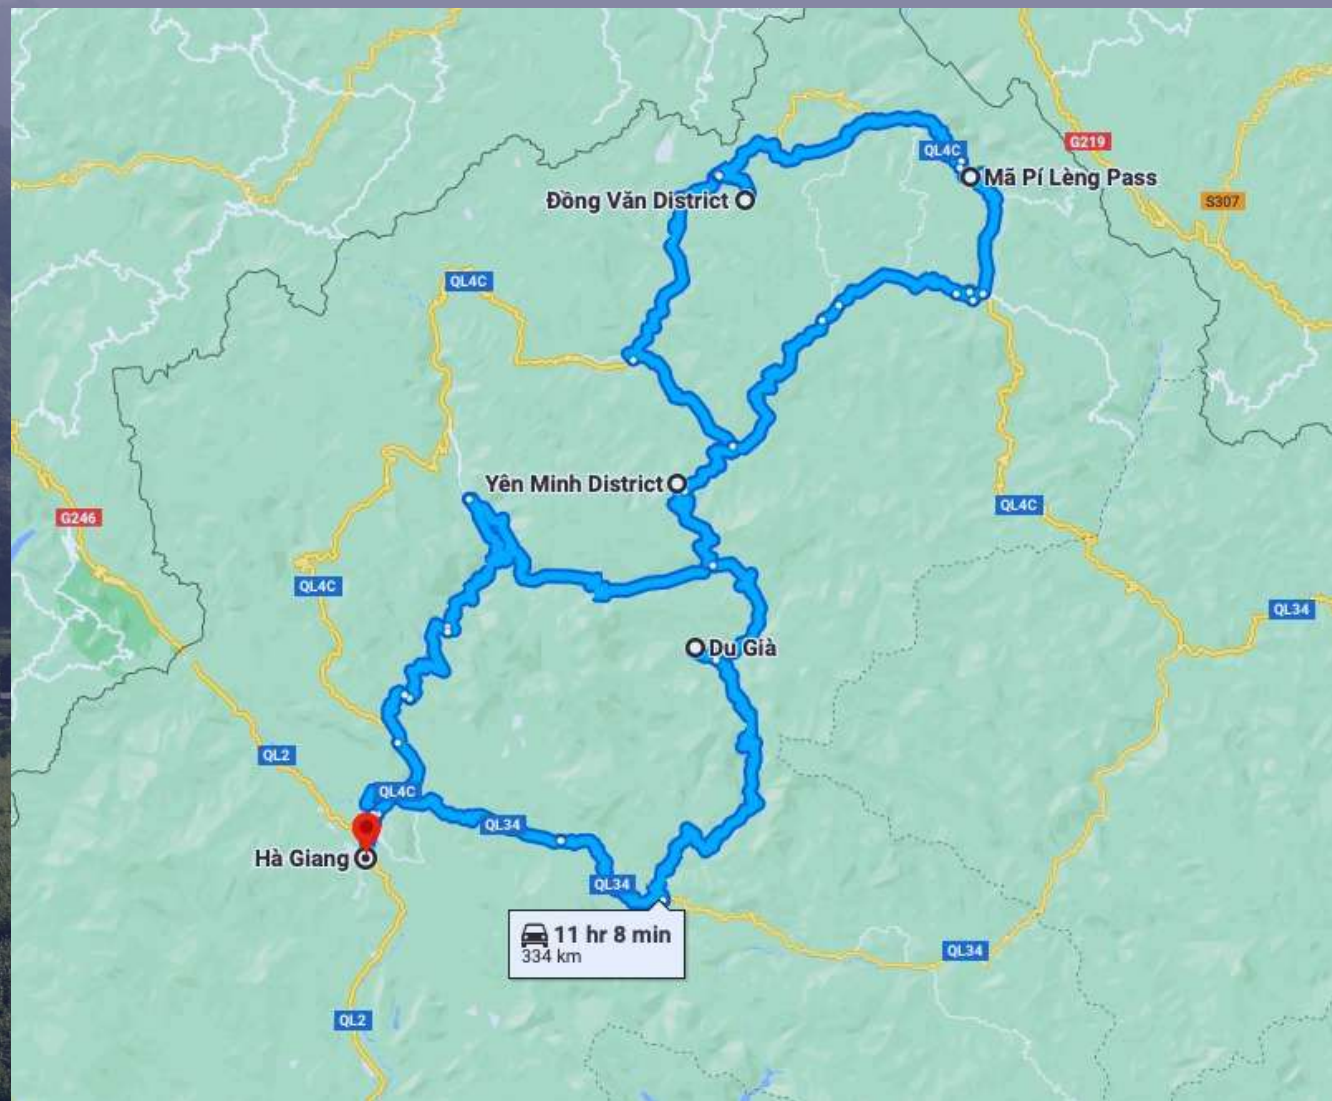 QL4C
G219
Mã Pí Lèng Pass
Đồng Văn District
S307
QL4C
Yên Minh District
QL4C
G246
QL4C
QL34
Du Già
QL2
QL4C
QL34
Hà Giang
QL34
11 hr 8 min
334 km
QL34
QL2